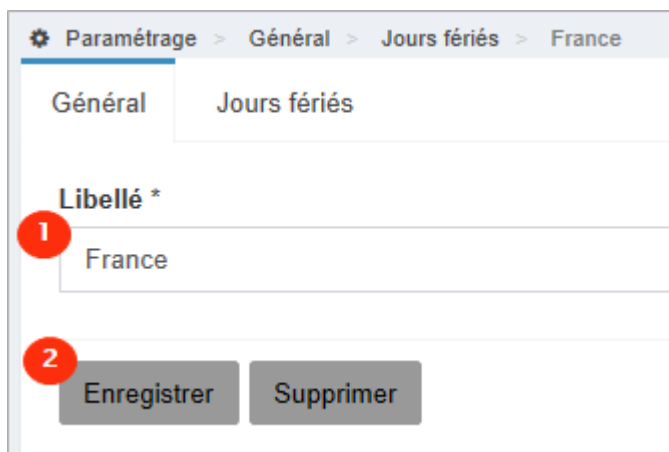 Paramétrage > Général > Jours fériés > France
Général Jours fériés
Libellé *
1
France
2
Enregistrer Supprimer